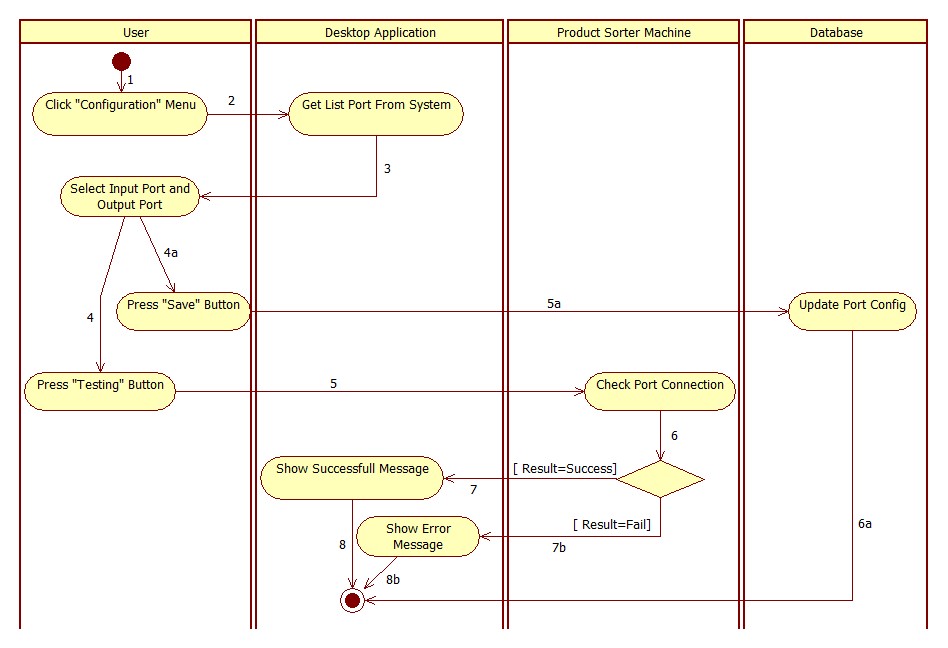 User
Desktop Application
Product Sorter Machine
Database
1
Click "Configuration" Menu
2
Get List Port From System
3
Select Input Port and
Output Port
4a
4
Press "Save" Button
5a
Update Port Config
Press "Testing" Button
5
Check Port Connection
6
Show Successfull Message
[ Result=Success]
7
Show Error
Message
[ Result=Fail]
7b
6a
8
8b